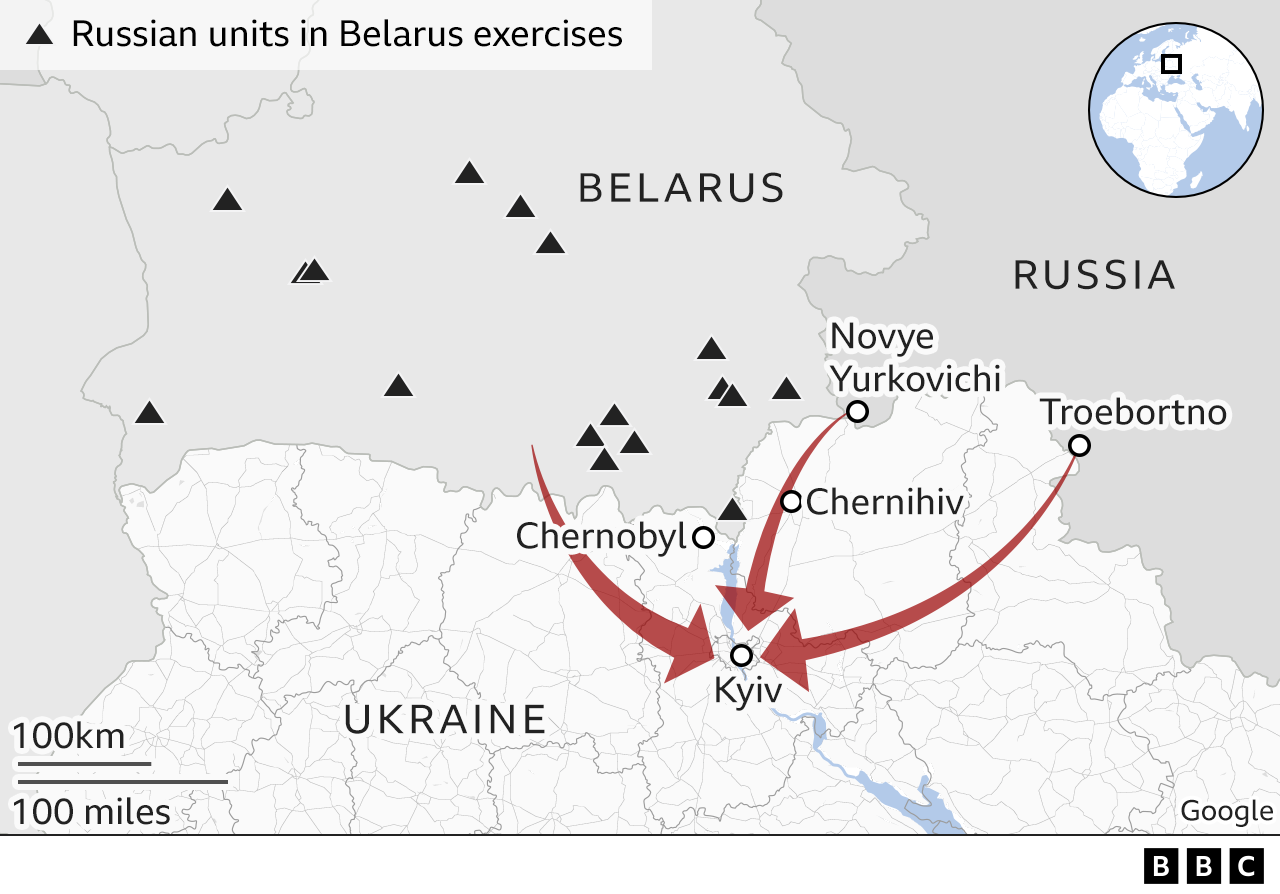 Russian units in Belarus exercises
BELARUS
RUSSIA
Novye
Yurkovichi
Troebortno
Chernihiv
Chernobyl
Kyiv
UKRAINE
100km
100 miles
Google
BBC